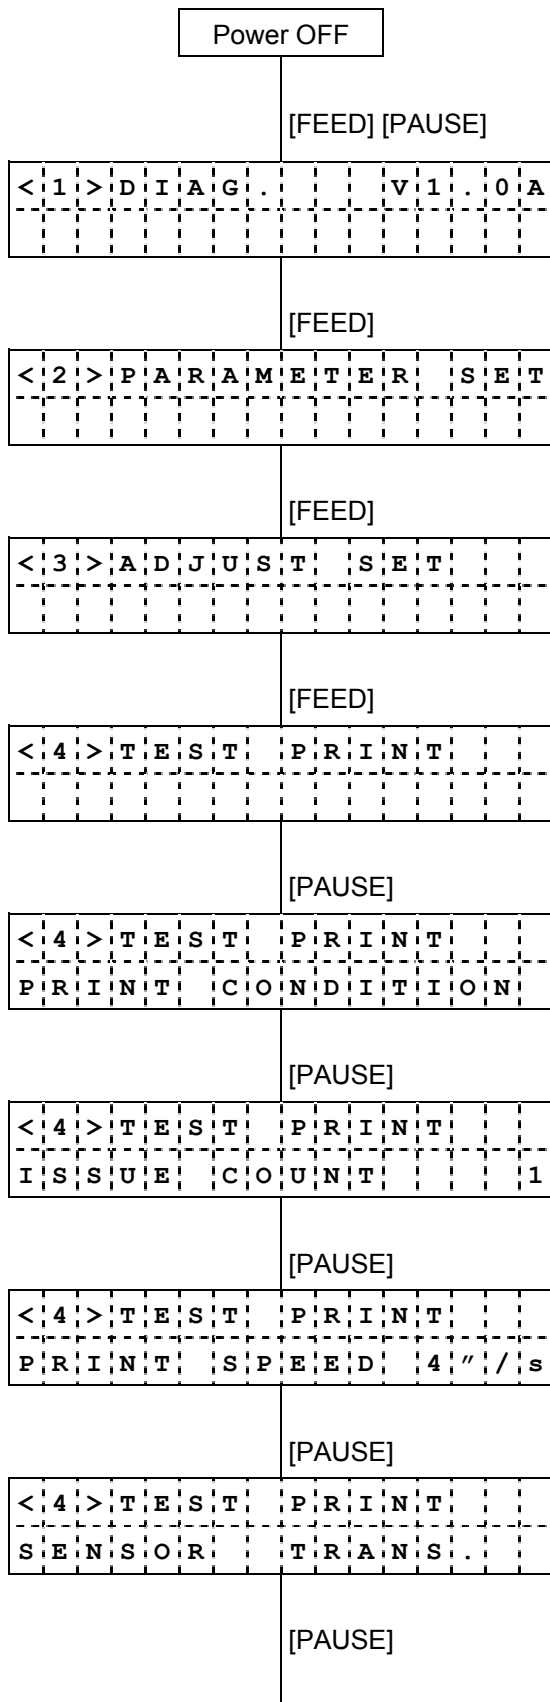 Power OFF
[FEED] [PAUSE]
<1>DIAG.   V1.0A
[FEED]
<2>PARAMETER SET
[FEED]
<3>ADJUST SET
[FEED]
<4>TEST PRINT
[PAUSE]
<4>TEST PRINT
PRINT CONDITION
[PAUSE]
<4>TEST PRINT
ISSUE COUNT    1
[PAUSE]
<4>TEST PRINT
PRINT SPEED 4″/s
[PAUSE]
<4>TEST PRINT
SENSOR  TRANS.
[PAUSE]